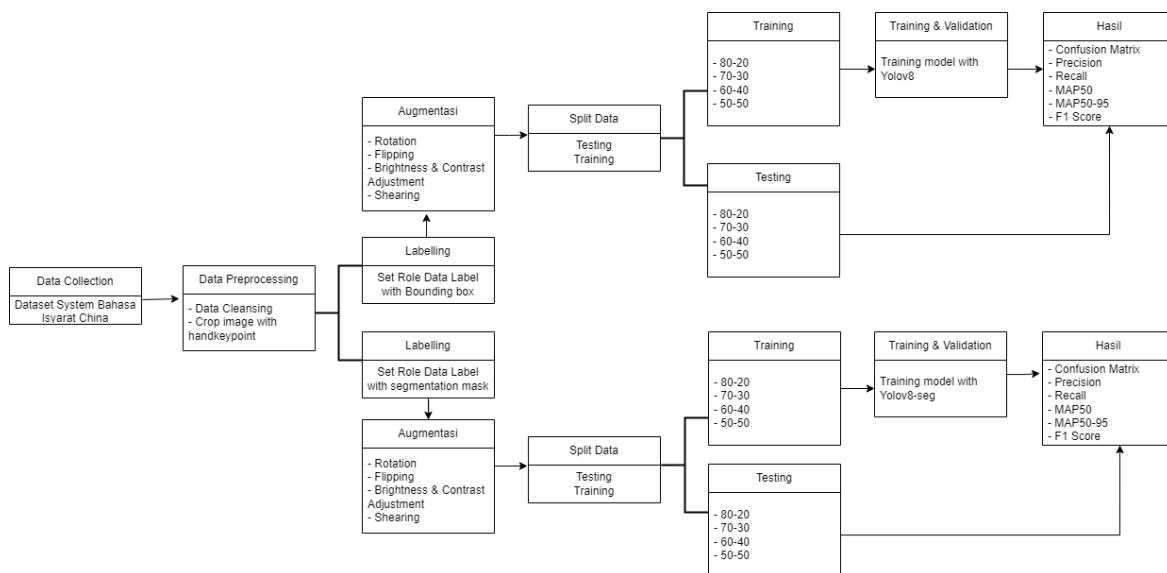 Data Collection
Dataset System Bahasa
Isyarat China
Data Preprocessing
- Data Cleansing
- Crop image with
handkeypoint
Labelling
Set Role Data Label
with Bounding box
Augmentasi
- Rotation
- Flipping
- Brightness & Contrast
Adjustment
- Shearing
Split Data
Testing
Training
Training
- 80-20
- 70-30
- 60-40
- 50-50
Training & Validation
Training model with
Yolov8
Hasil
- Confusion Matrix
- Precision
- Recall
- MAP50
- MAP50-95
- F1 Score
Testing
- 80-20
- 70-30
- 60-40
- 50-50
Labelling
Set Role Data Label
with segmentation mask
Augmentasi
- Rotation
- Flipping
- Brightness & Contrast
Adjustment
- Shearing
Split Data
Testing
Training
Training
- 80-20
- 70-30
- 60-40
- 50-50
Training & Validation
Training model with
Yolov8-seg
Hasil
- Confusion Matrix
- Precision
- Recall
- MAP50
- MAP50-95
- F1 Score
Testing
- 80-20
- 70-30
- 60-40
- 50-50